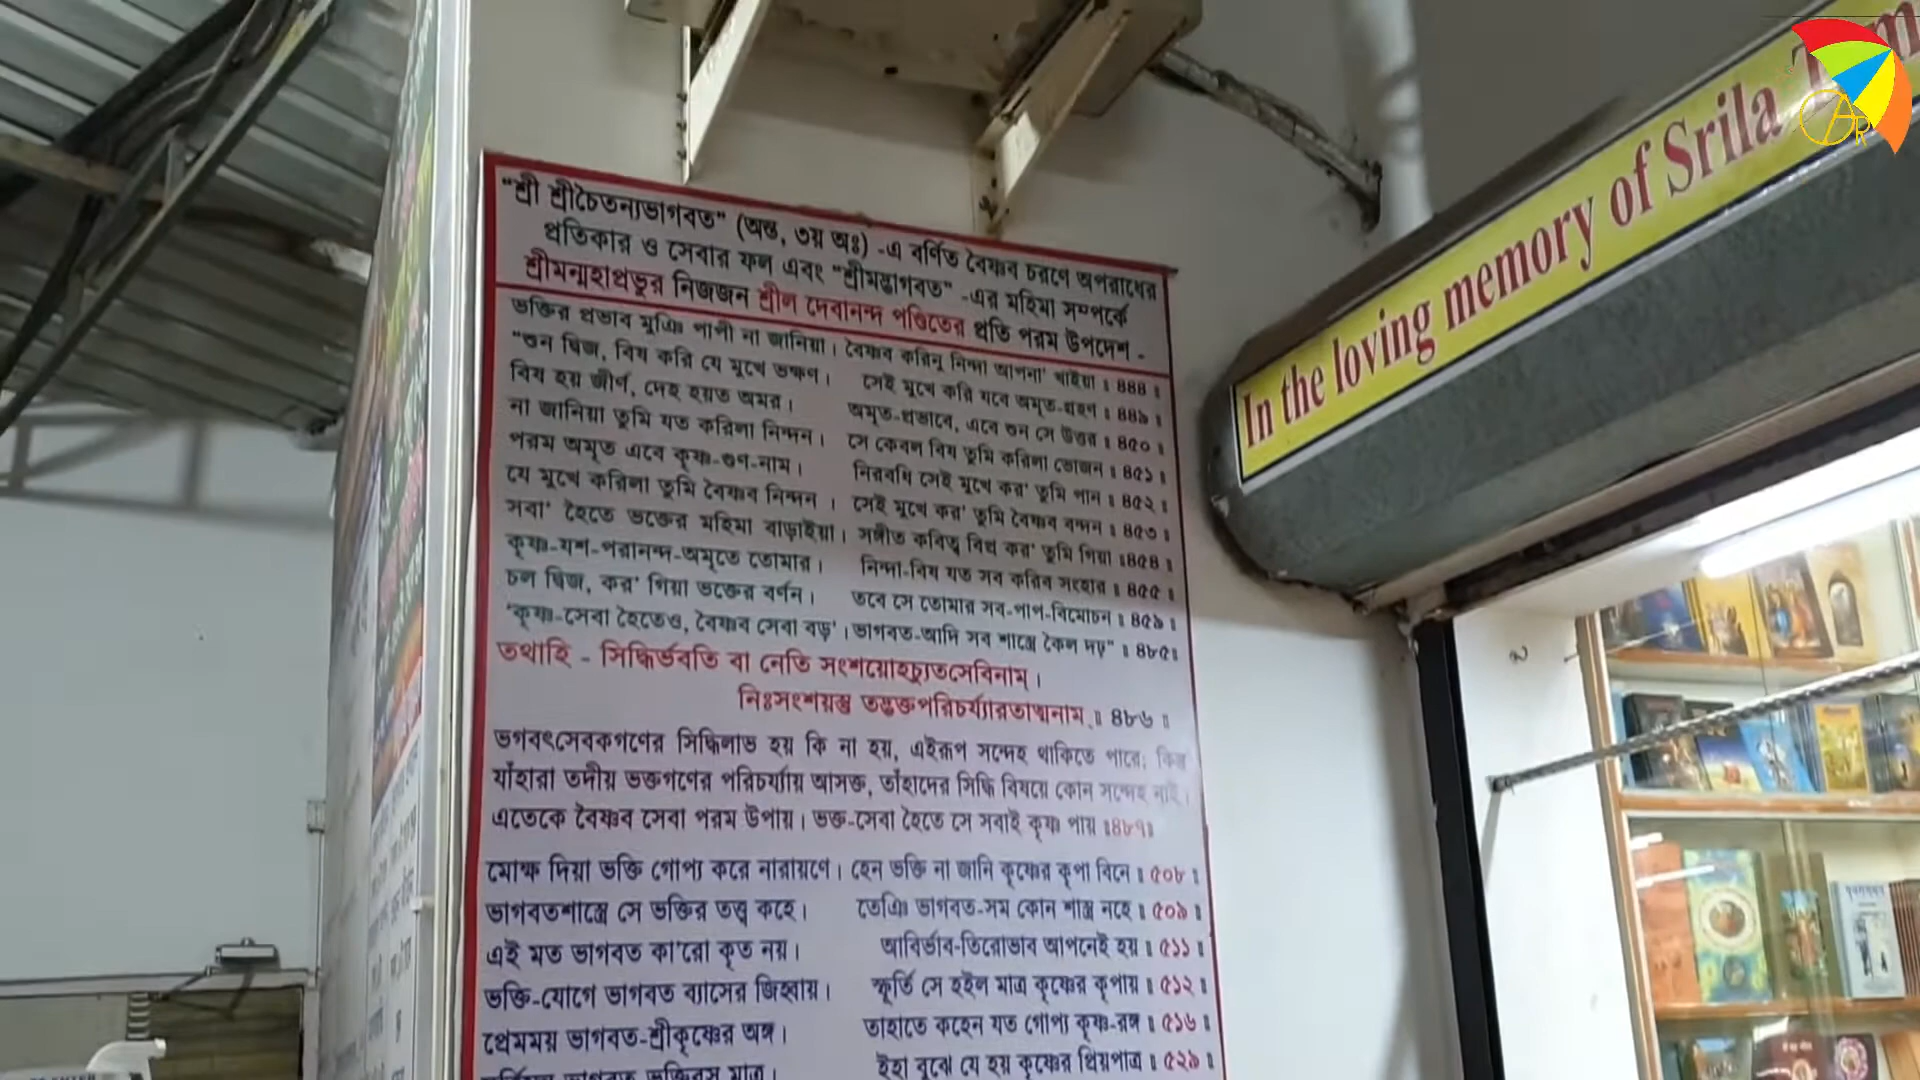 “শ্রী শ্রীচৈতন্যভাগবত” (অন্ত, ৩য় অঃ) -এ বর্ণিত বৈষ্ণব চরণে অপরাধের
প্রতিকার ও সেবার ফল এবং “শ্রীমদ্ভাগবত” -এর মহিমা সম্পর্কে
শ্রীমন্মহাপ্রভুর নিজজন শ্রীল দেবানন্দ পণ্ডিতের প্রতি পরম উপদেশ -
ভক্তির প্রভাব মুঞি পাপী না জানিয়া। বৈষ্ণব করিনু নিন্দা আপনা' খাইয়া ॥ ৪৪৪ ॥
“শুন দ্বিজ, বিষ করি যে মুখে ভক্ষণ। সেই মুখে করি যবে অমৃত-গ্রহণ ॥ ৪৪৯ ॥
বিষ হয় জীর্ণ, দেহ হয়ত অমর। অমৃত-প্রভাবে, এবে শুন সে উত্তর ॥ ৪৫০ ॥
না জানিয়া তুমি যত করিলা নিন্দন। সে কেবল বিষ তুমি করিলা ভোজন ॥ ৪৫১ ॥
পরম অমৃত এবে কৃষ্ণ-গুণ-নাম। নিরবধি সেই মুখে কর' তুমি পান ॥ ৪৫২ ॥
যে মুখে করিলা তুমি বৈষ্ণব নিন্দন । সেই মুখে কর' তুমি বৈষ্ণব বন্দন ॥ ৪৫৩ ॥
সবা' হৈতে ভক্তের মহিমা বাড়াইয়া। সঙ্গীত কবিত্ব বিপ্র কর' তুমি গিয়া ॥৪৫৪ ॥
কৃষ্ণ-যশ-পরানন্দ-অমৃতে তোমার। নিন্দা-বিষ যত সব করিব সংহার ॥ ৪৫৫ ॥
চল দ্বিজ, কর' গিয়া ভক্তের বর্ণন। তবে সে তোমার সব-পাপ-বিমোচন ॥ ৪৫৯ ॥
‘কৃষ্ণ-সেবা হৈতেও, বৈষ্ণব সেবা বড়’। ভাগবত-আদি সব শাস্ত্রে কৈল দঢ়” ॥ ৪৮৫॥
তথাহি - সিদ্ধির্ভবতি বা নেতি সংশয়োহচ্যুতসেবিনাম্।
নিঃসংশয়স্তু তদ্ভক্তপরিচর্য্যারতাত্মনাম্॥ ৪৮৬ ॥
ভগবৎসেবকগণের সিদ্ধিলাভ হয় কি না হয়, এইরূপ সন্দেহ থাকিতে পারে; কিন্তু
যাঁহারা তদীয় ভক্তগণের পরিচর্য্যায় আসক্ত, তাঁহাদের সিদ্ধি বিষয়ে কোন সন্দেহ নাই।
এতেকে বৈষ্ণব সেবা পরম উপায়। ভক্ত-সেবা হৈতে সে সবাই কৃষ্ণ পায় ॥৪৮৭॥
মোক্ষ দিয়া ভক্তি গোপ্য করে নারায়ণে। হেন ভক্তি না জানি কৃষ্ণের কৃপা বিনে ॥ ৫০৮ ॥
ভাগবতশাস্ত্রে সে ভক্তির তত্ত্ব কহে। তেঞি ভাগবত-সম কোন শাস্ত্র নহে ॥ ৫০৯ ॥
এই মত ভাগবত কা'রো কৃত নয়। আবির্ভাব-তিরোভাব আপনেই হয় ॥ ৫১১ ॥
ভক্তি-যোগে ভাগবত ব্যাসের জিহ্বায়। স্ফূর্তি সে হইল মাত্র কৃষ্ণের কৃপায় ॥ ৫১২ ॥
প্রেমময় ভাগবত-শ্রীকৃষ্ণের অঙ্গ। তাহাতে কহেন যত গোপ্য কৃষ্ণ-রঙ্গ ॥ ৫১৬ ॥
ভাগবত ভক্তিরস মাত্র। ইহা বুঝে যে হয় কৃষ্ণের প্রিয়পাত্র ॥ ৫২৯ ॥
In the loving memory of Srila